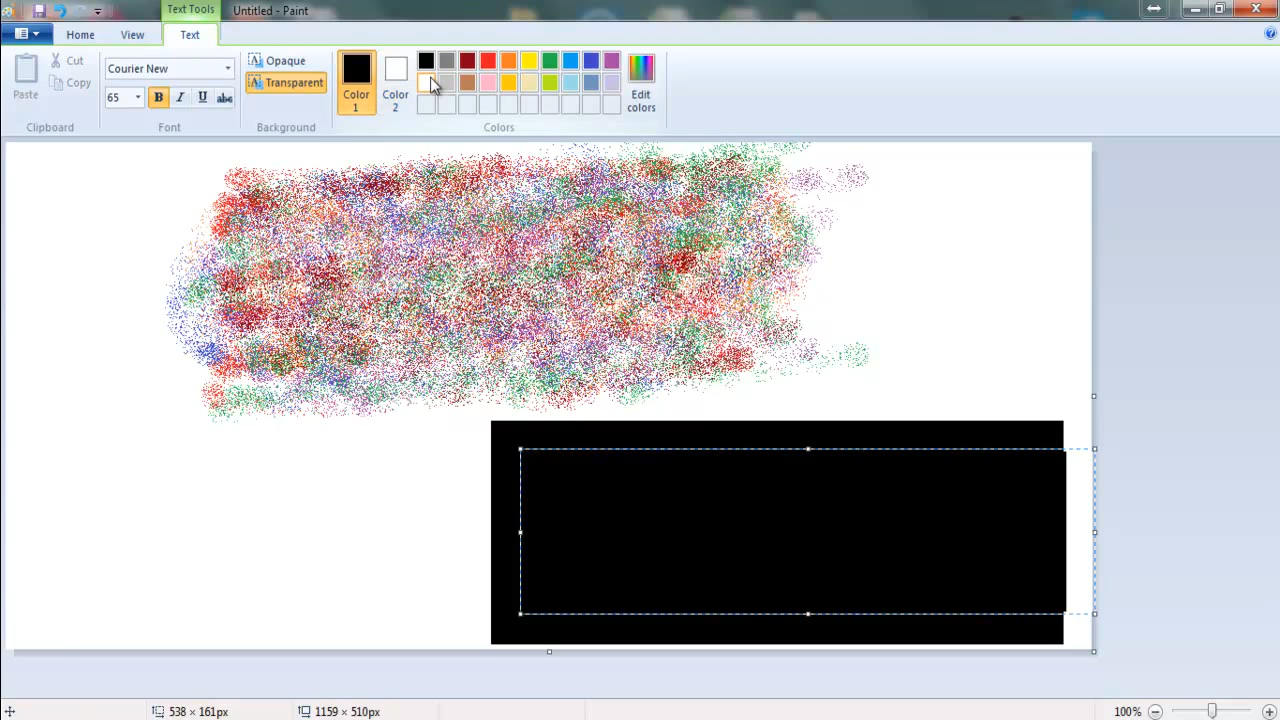 Text Tools
Untitled - Paint
Home
View
Text
Paste
Cut
Copy
Clipboard
Courier New
65
B I U abc
Font
Opaque
Transparent
Background
Color 1
Color 2
Edit colors
Colors
538 × 161px
1159 × 510px
100%